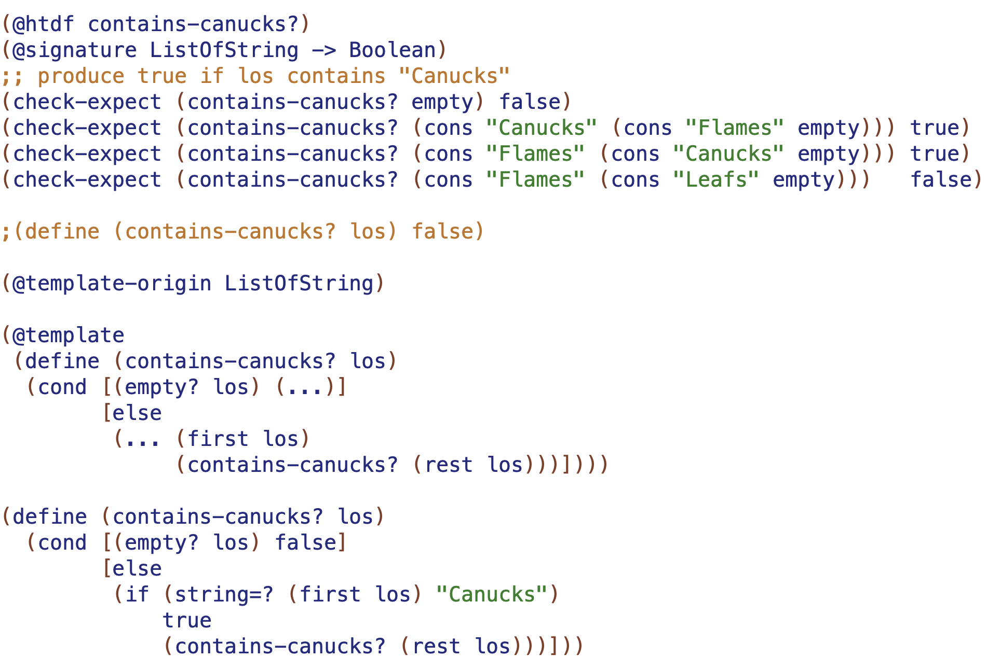 (@htdf contains-canucks?)
(@signature ListOfString -> Boolean)
;; produce true if los contains "Canucks"
(check-expect (contains-canucks? empty) false)
(check-expect (contains-canucks? (cons "Canucks" (cons "Flames" empty))) true)
(check-expect (contains-canucks? (cons "Flames" (cons "Canucks" empty))) true)
(check-expect (contains-canucks? (cons "Flames" (cons "Leafs" empty)))   false)

;(define (contains-canucks? los) false)

(@template-origin ListOfString)

(@template
 (define (contains-canucks? los)
  (cond [(empty? los) (...)]
        [else
         (... (first los)
              (contains-canucks? (rest los)))])))

(define (contains-canucks? los)
  (cond [(empty? los) false]
        [else
         (if (string=? (first los) "Canucks")
             true
             (contains-canucks? (rest los)))]))